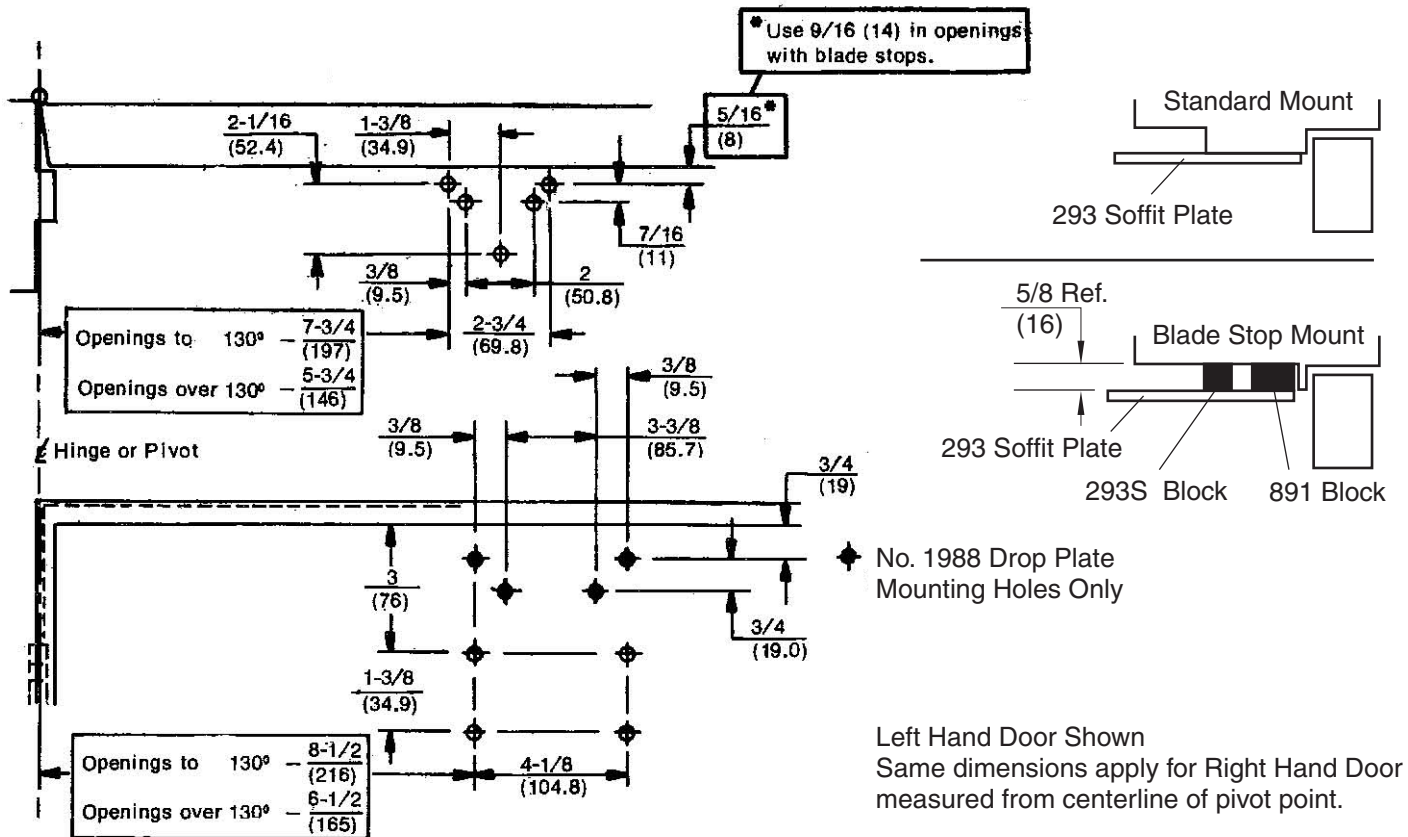 * Use 9/16 (14) in openings
with blade stops.
5/16*
(8)
2-1/16
(52.4)
1-3/8
(34.9)
7/16
(11)
3/8
(9.5)
2
(50.8)
2-3/4
(69.8)
Openings to 130° - 7-3/4
(197)
Openings over 130° - 5-3/4
(146)
Hinge or Pivot
3/8
(9.5)
3/8
(9.5)
3-3/8
(85.7)
3/4
(19)
3
(76)
3/4
(19.0)
1-3/8
(34.9)
Openings to 130° - 8-1/2
(216)
Openings over 130° - 6-1/2
(165)
4-1/8
(104.8)
Standard Mount
293 Soffit Plate
5/8 Ref.
(16)
Blade Stop Mount
293 Soffit Plate
293S Block
891 Block
No. 1988 Drop Plate
Mounting Holes Only
Left Hand Door Shown
Same dimensions apply for Right Hand Door
measured from centerline of pivot point.